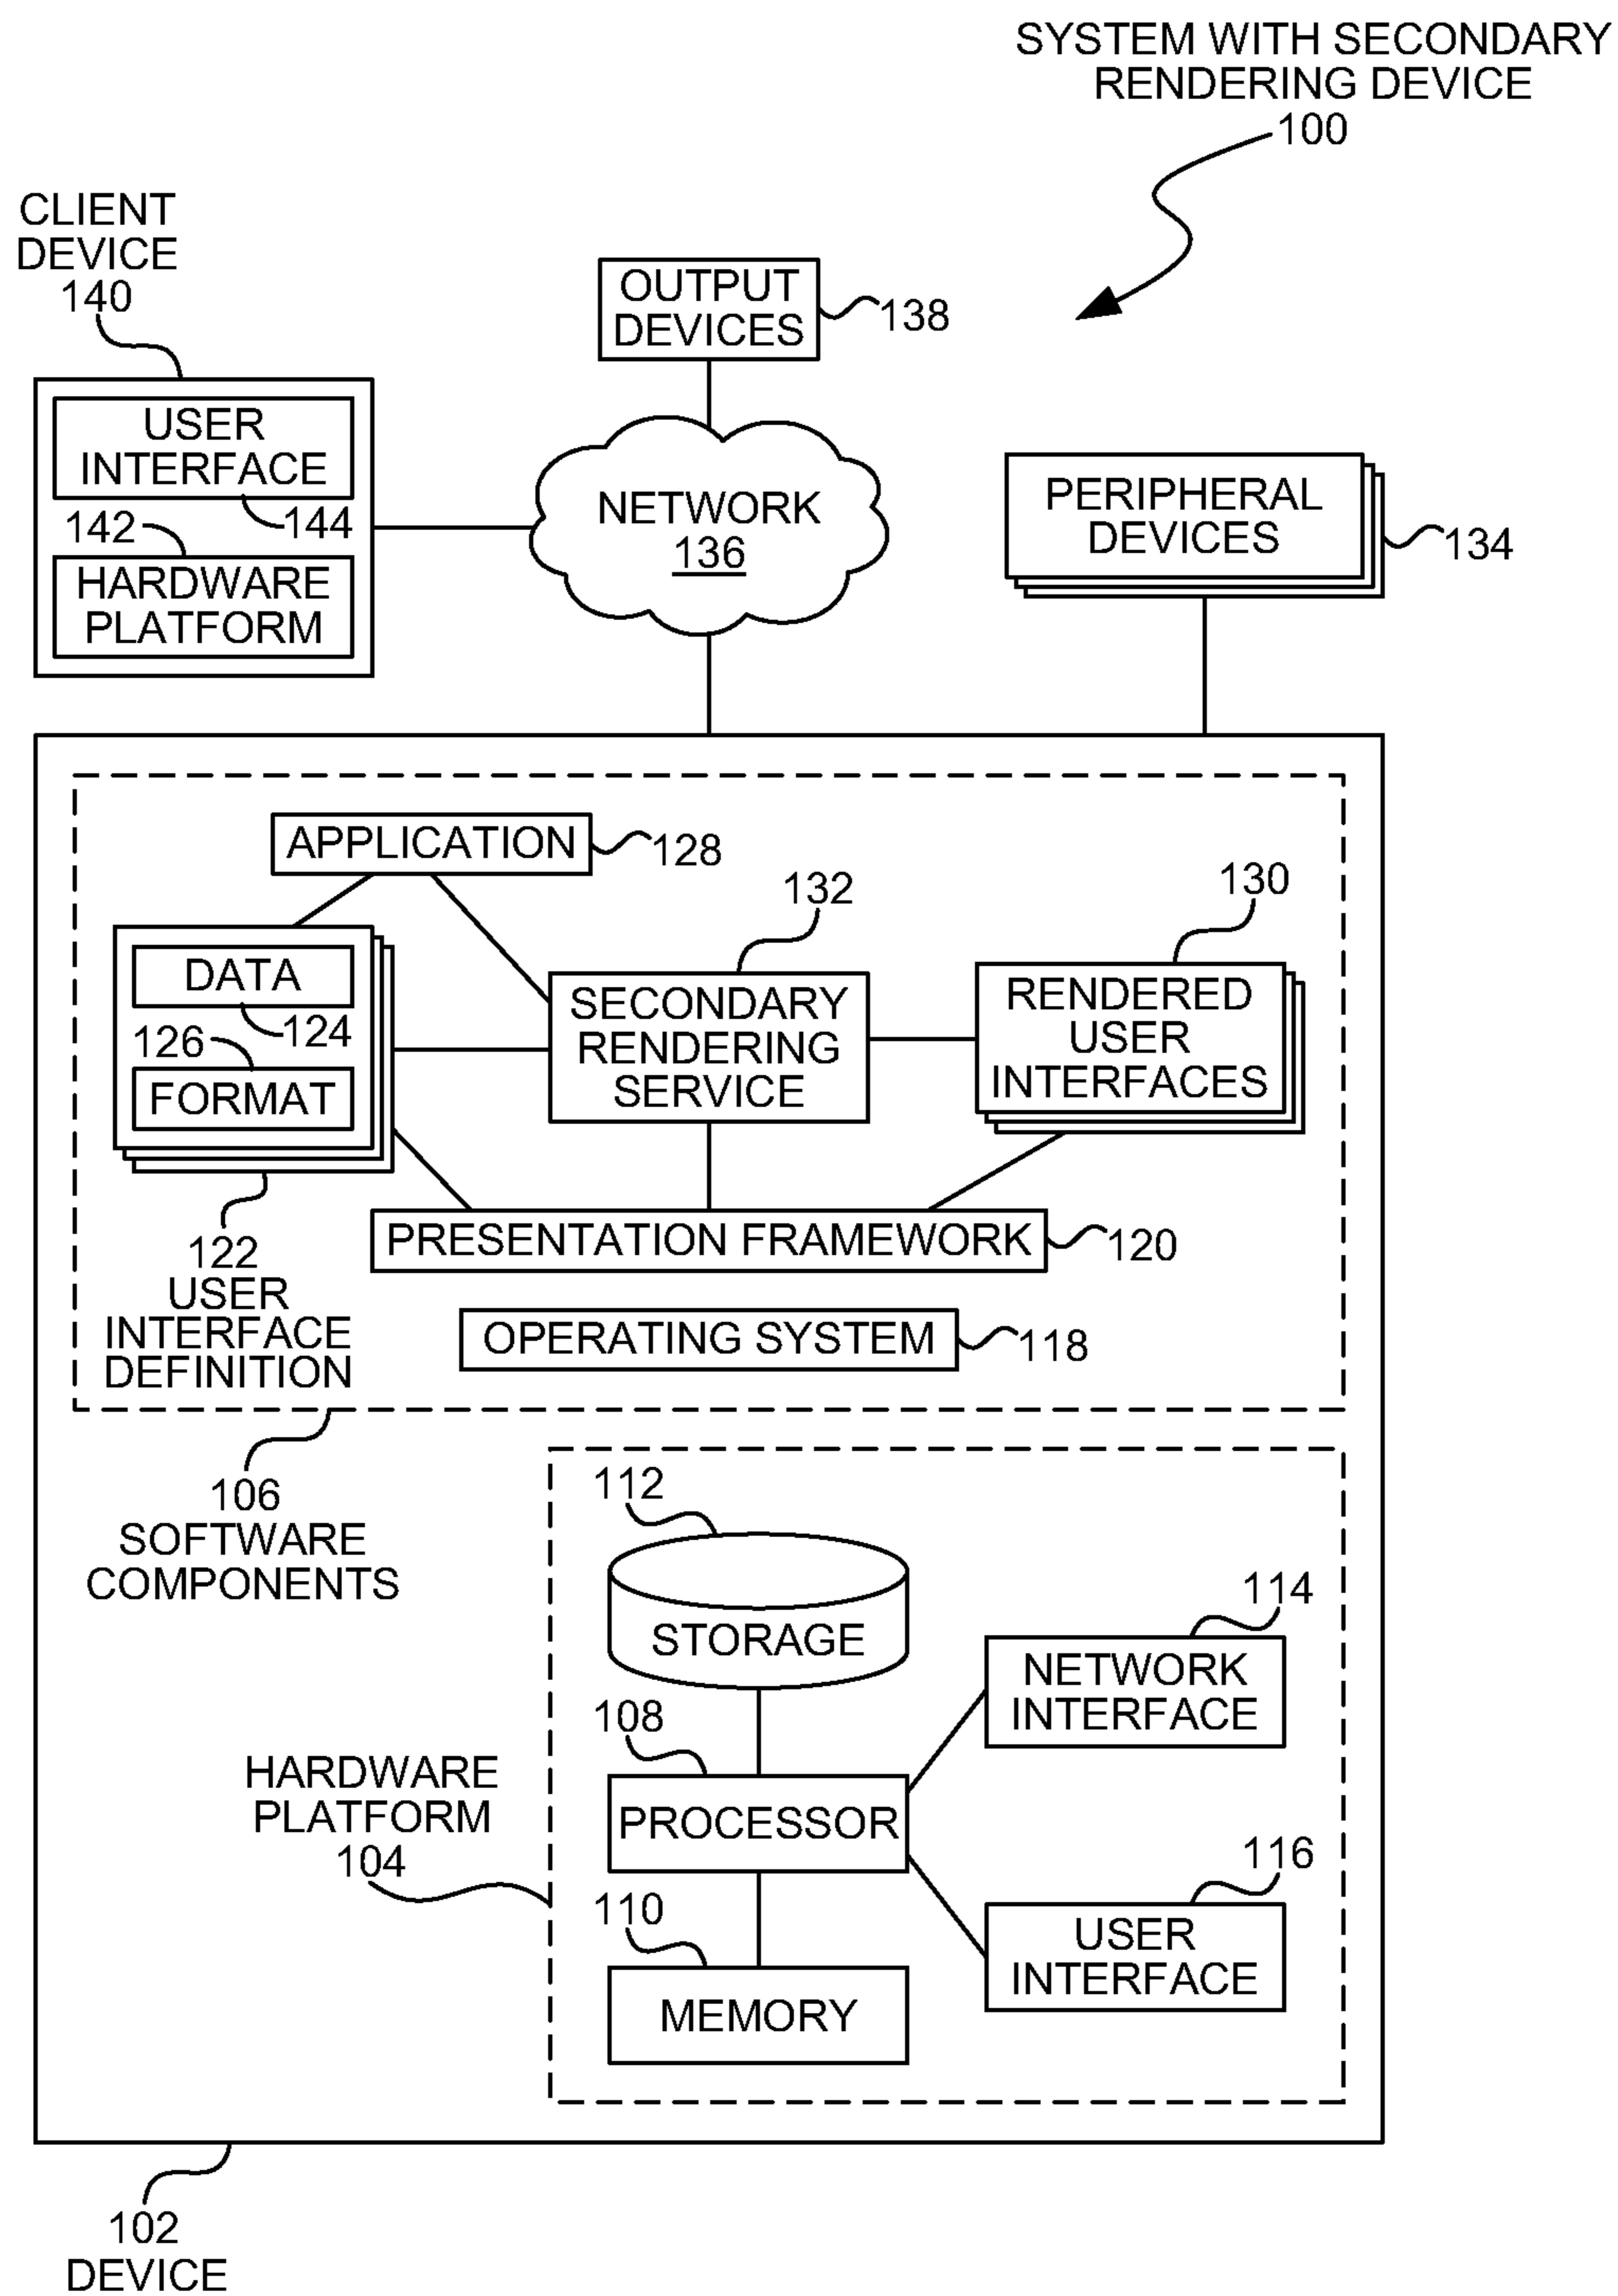 SYSTEM WITH SECONDARY
RENDERING DEVICE
100
CLIENT
DEVICE
140
OUTPUT
DEVICES
138
USER
INTERFACE
144
142
HARDWARE
PLATFORM
NETWORK
136
PERIPHERAL
DEVICES
134
APPLICATION
128
132
130
DATA
124
126
FORMAT
SECONDARY
RENDERING
SERVICE
RENDERED
USER
INTERFACES
122
USER
INTERFACE
DEFINITION
PRESENTATION FRAMEWORK
120
OPERATING SYSTEM
118
106
SOFTWARE
COMPONENTS
112
STORAGE
114
NETWORK
INTERFACE
108
PROCESSOR
HARDWARE
PLATFORM
104
116
USER
INTERFACE
110
MEMORY
102
DEVICE